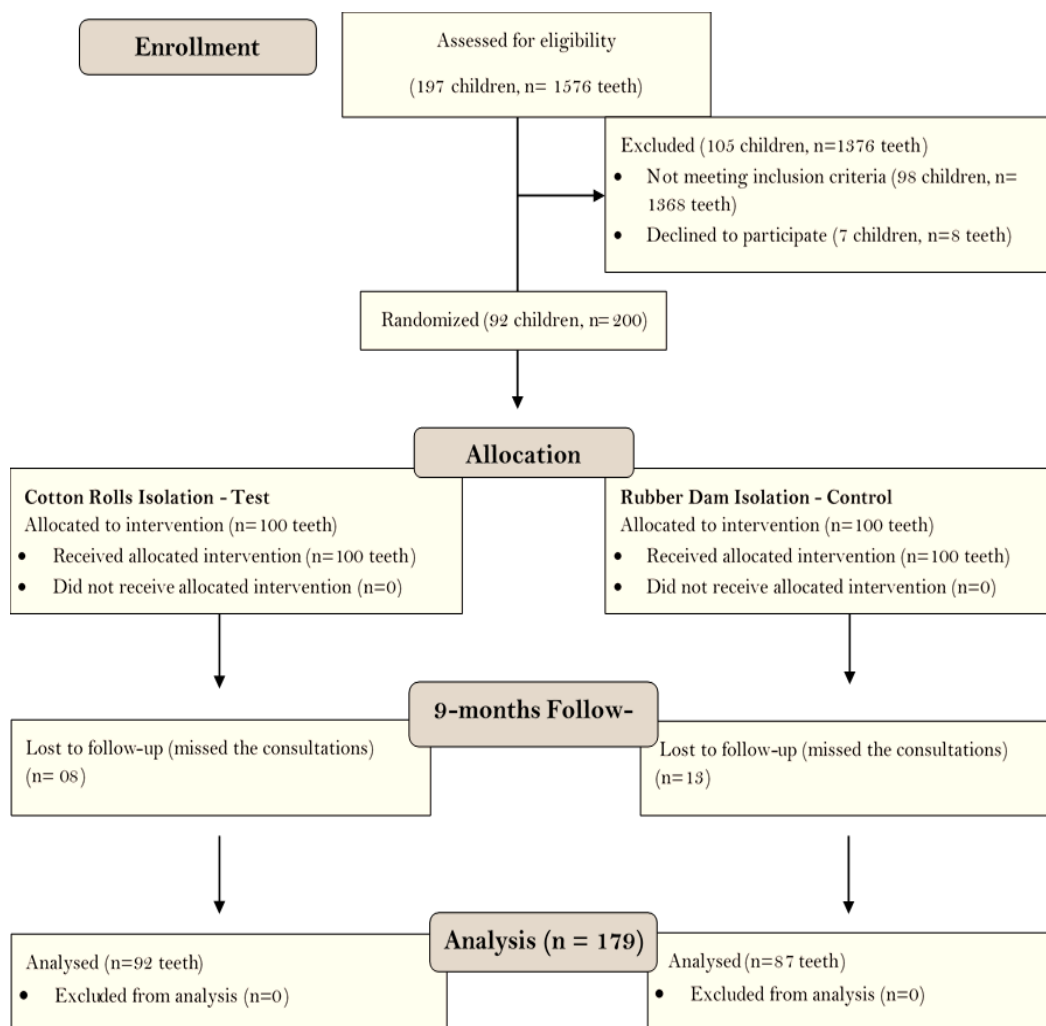 Enrollment
Assessed for eligibility
(197 children, n= 1576 teeth)
Excluded (105 children, n=1376 teeth)
• Not meeting inclusion criteria (98 children, n=
1368 teeth)
• Declined to participate (7 children, n=8 teeth)
Randomized (92 children, n=200)
Allocation
Cotton Rolls Isolation - Test
Allocated to intervention (n=100 teeth)
• Received allocated intervention (n=100 teeth)
• Did not receive allocated intervention (n=0)
Rubber Dam Isolation - Control
Allocated to intervention (n=100 teeth)
• Received allocated intervention (n=100 teeth)
• Did not receive allocated intervention (n=0)
9-months Follow-
Lost to follow-up (missed the consultations)
(n= 08)
Lost to follow-up (missed the consultations)
(n=13)
Analysis (n = 179)
Analysed (n=92 teeth)
• Excluded from analysis (n=0)
Analysed (n=87 teeth)
• Excluded from analysis (n=0)